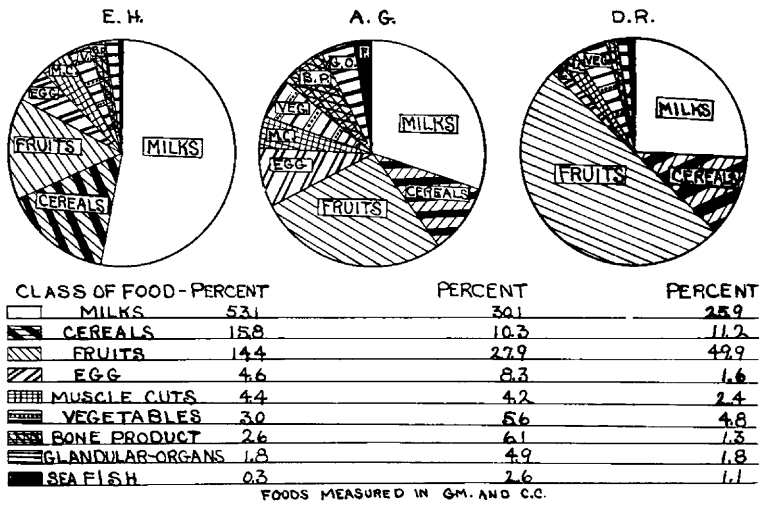 E. H. A. G. D.R.
MILKS
CEREALS
FRUITS
EGG
M.C.
V.
MILKS
CEREALS
FRUITS
EGG
M.C.
VEG.
B.P.
G.O.
F.
MILKS
CEREALS
FRUITS
VEG.
CLASS OF FOOD - PERCENT PERCENT PERCENT
MILKS 53.1 30.1 25.9
CEREALS 15.8 10.3 11.2
FRUITS 14.4 27.9 49.9
EGG 4.6 8.3 1.6
MUSCLE CUTS 4.4 4.2 2.4
VEGETABLES 3.0 5.6 4.8
BONE PRODUCT 2.6 6.1 1.3
GLANDULAR-ORGANS 1.8 4.9 1.8
SEA FISH 0.3 2.6 1.1
FOODS MEASURED IN GM. AND C.C.